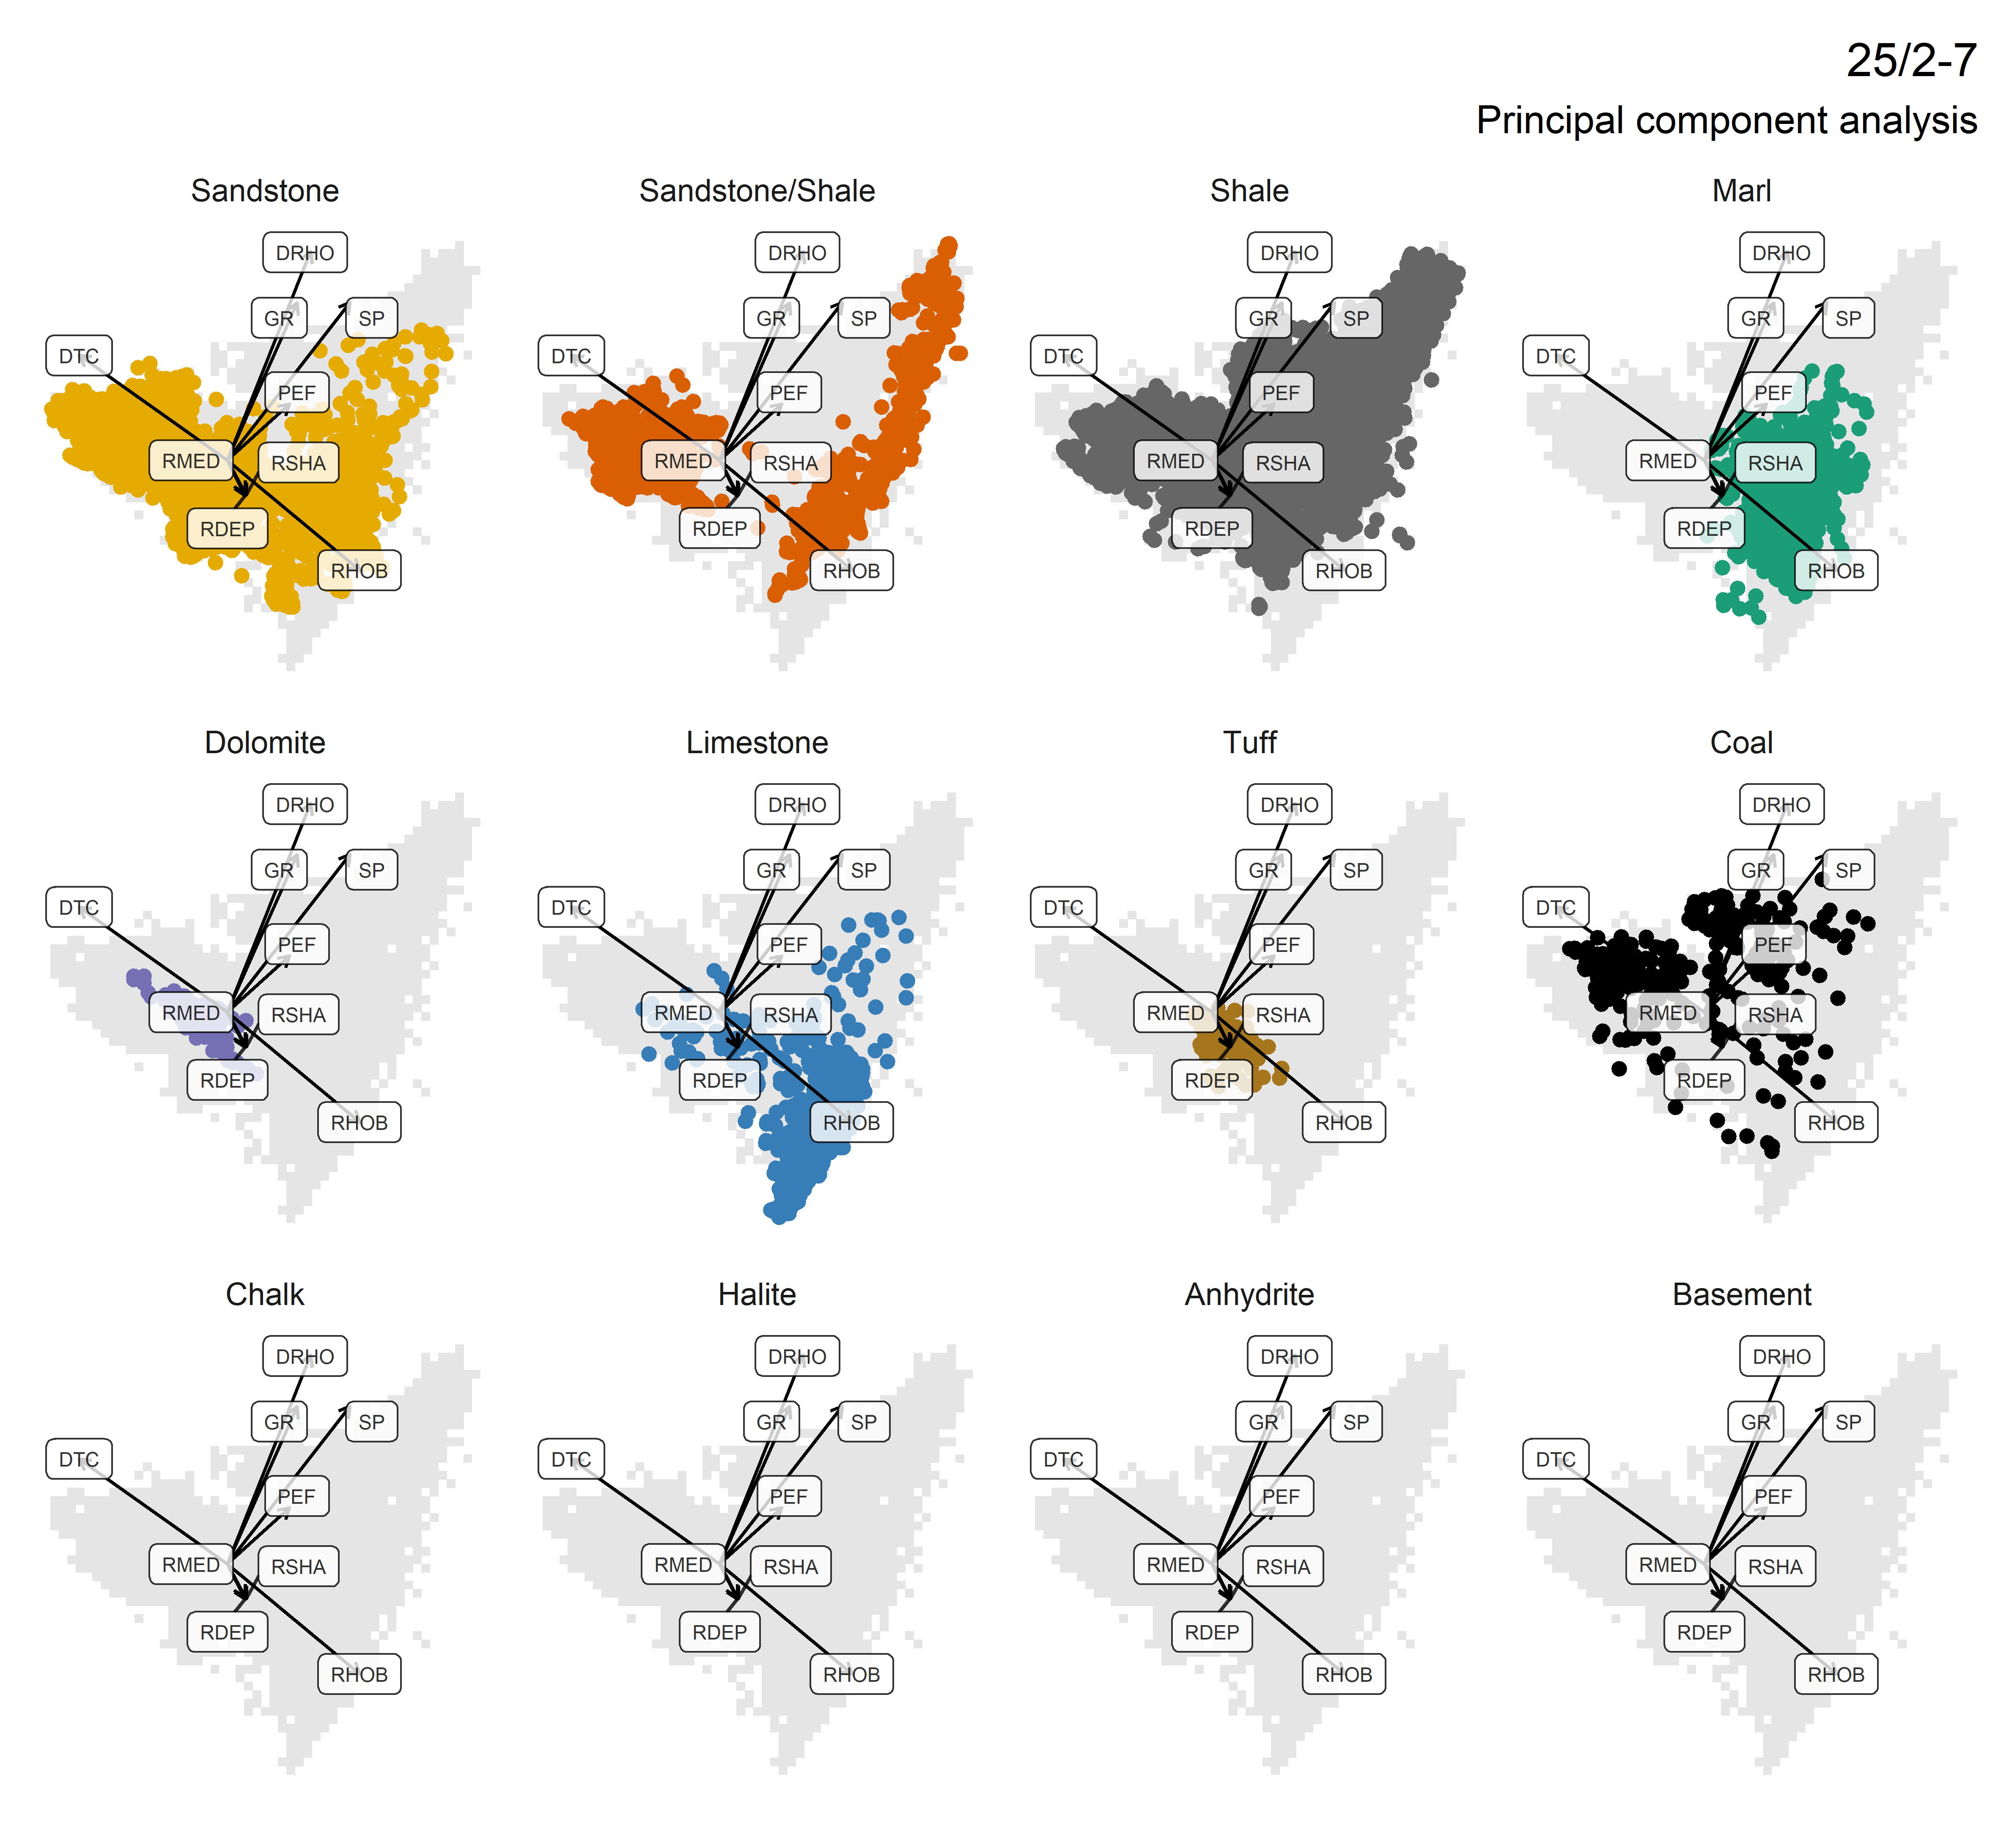 25/2-7
Principal component analysis
Sandstone
DRHO
GR
SP
DTC
PEF
RMED
RSHA
RDEP
RHOB
Sandstone/Shale
DRHO
GR
SP
DTC
PEF
RMED
RSHA
RDEP
RHOB
Shale
DRHO
GR
SP
DTC
PEF
RMED
RSHA
RDEP
RHOB
Marl
DRHO
GR
SP
DTC
PEF
RMED
RSHA
RDEP
RHOB
Dolomite
DRHO
GR
SP
DTC
PEF
RMED
RSHA
RDEP
RHOB
Limestone
DRHO
GR
SP
DTC
PEF
RMED
RSHA
RDEP
RHOB
Tuff
DRHO
GR
SP
DTC
PEF
RMED
RSHA
RDEP
RHOB
Coal
DRHO
GR
SP
DTC
PEF
RMED
RSHA
RDEP
RHOB
Chalk
DRHO
GR
SP
DTC
PEF
RMED
RSHA
RDEP
RHOB
Halite
DRHO
GR
SP
DTC
PEF
RMED
RSHA
RDEP
RHOB
Anhydrite
DRHO
GR
SP
DTC
PEF
RMED
RSHA
RDEP
RHOB
Basement
DRHO
GR
SP
DTC
PEF
RMED
RSHA
RDEP
RHOB